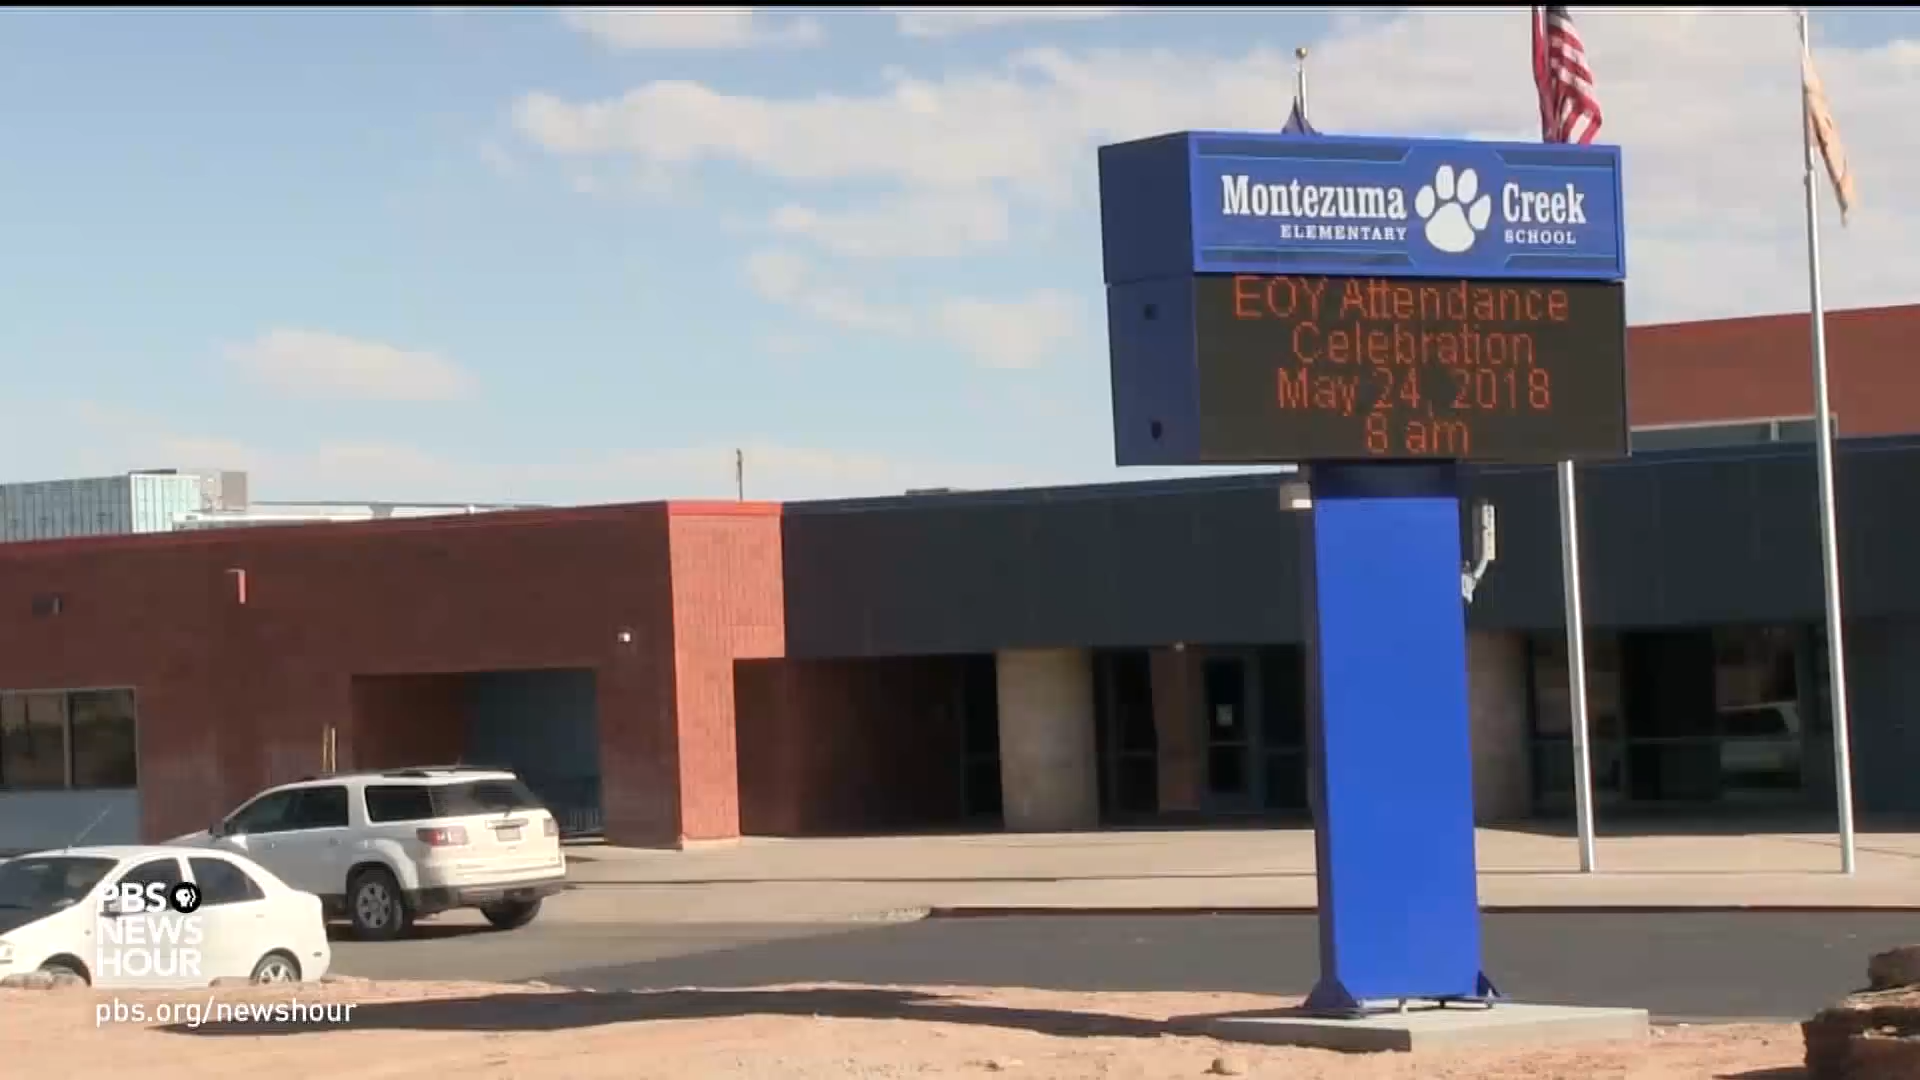 Montezuma Creek
ELEMENTARY SCHOOL
EOY Attendance
Celebration
May 24, 2018
8 am
PBS
NEWS
HOUR
pbs.org/newshour